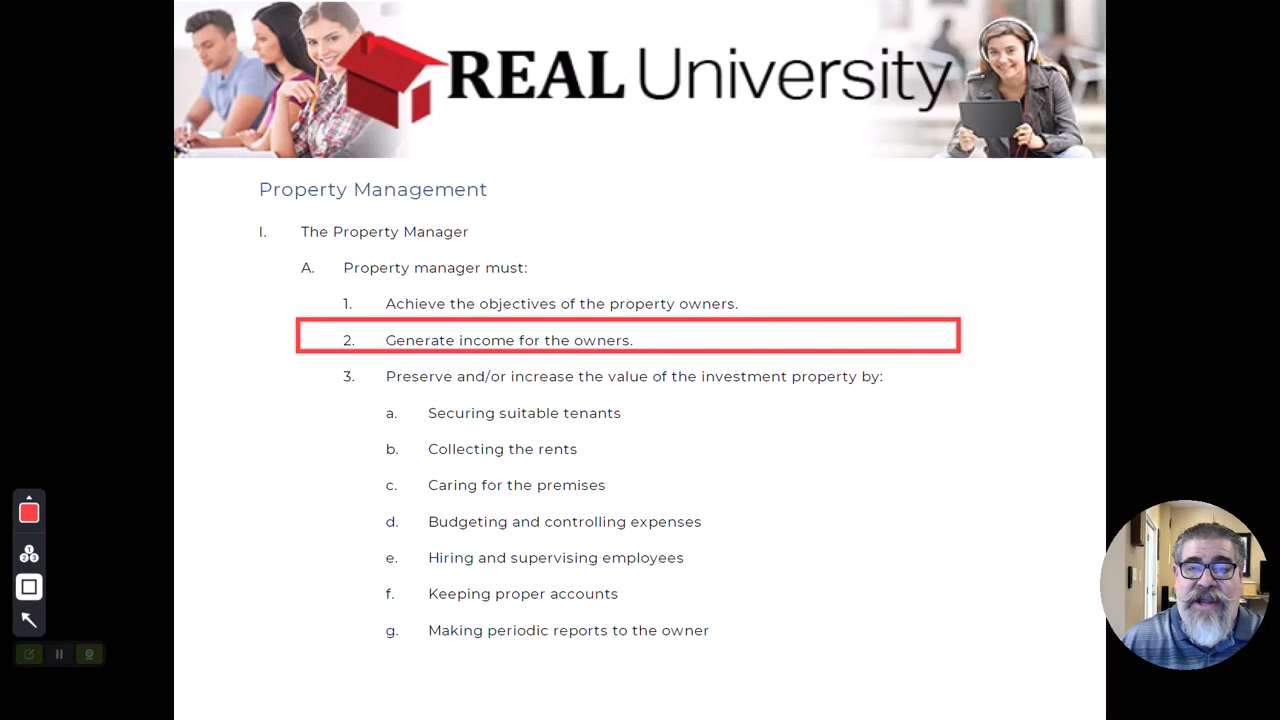 REAL University
Property Management
I. The Property Manager
A. Property manager must:
1. Achieve the objectives of the property owners.
2. Generate income for the owners.
3. Preserve and/or increase the value of the investment property by:
a. Securing suitable tenants
b. Collecting the rents
c. Caring for the premises
d. Budgeting and controlling expenses
e. Hiring and supervising employees
f. Keeping proper accounts
g. Making periodic reports to the owner